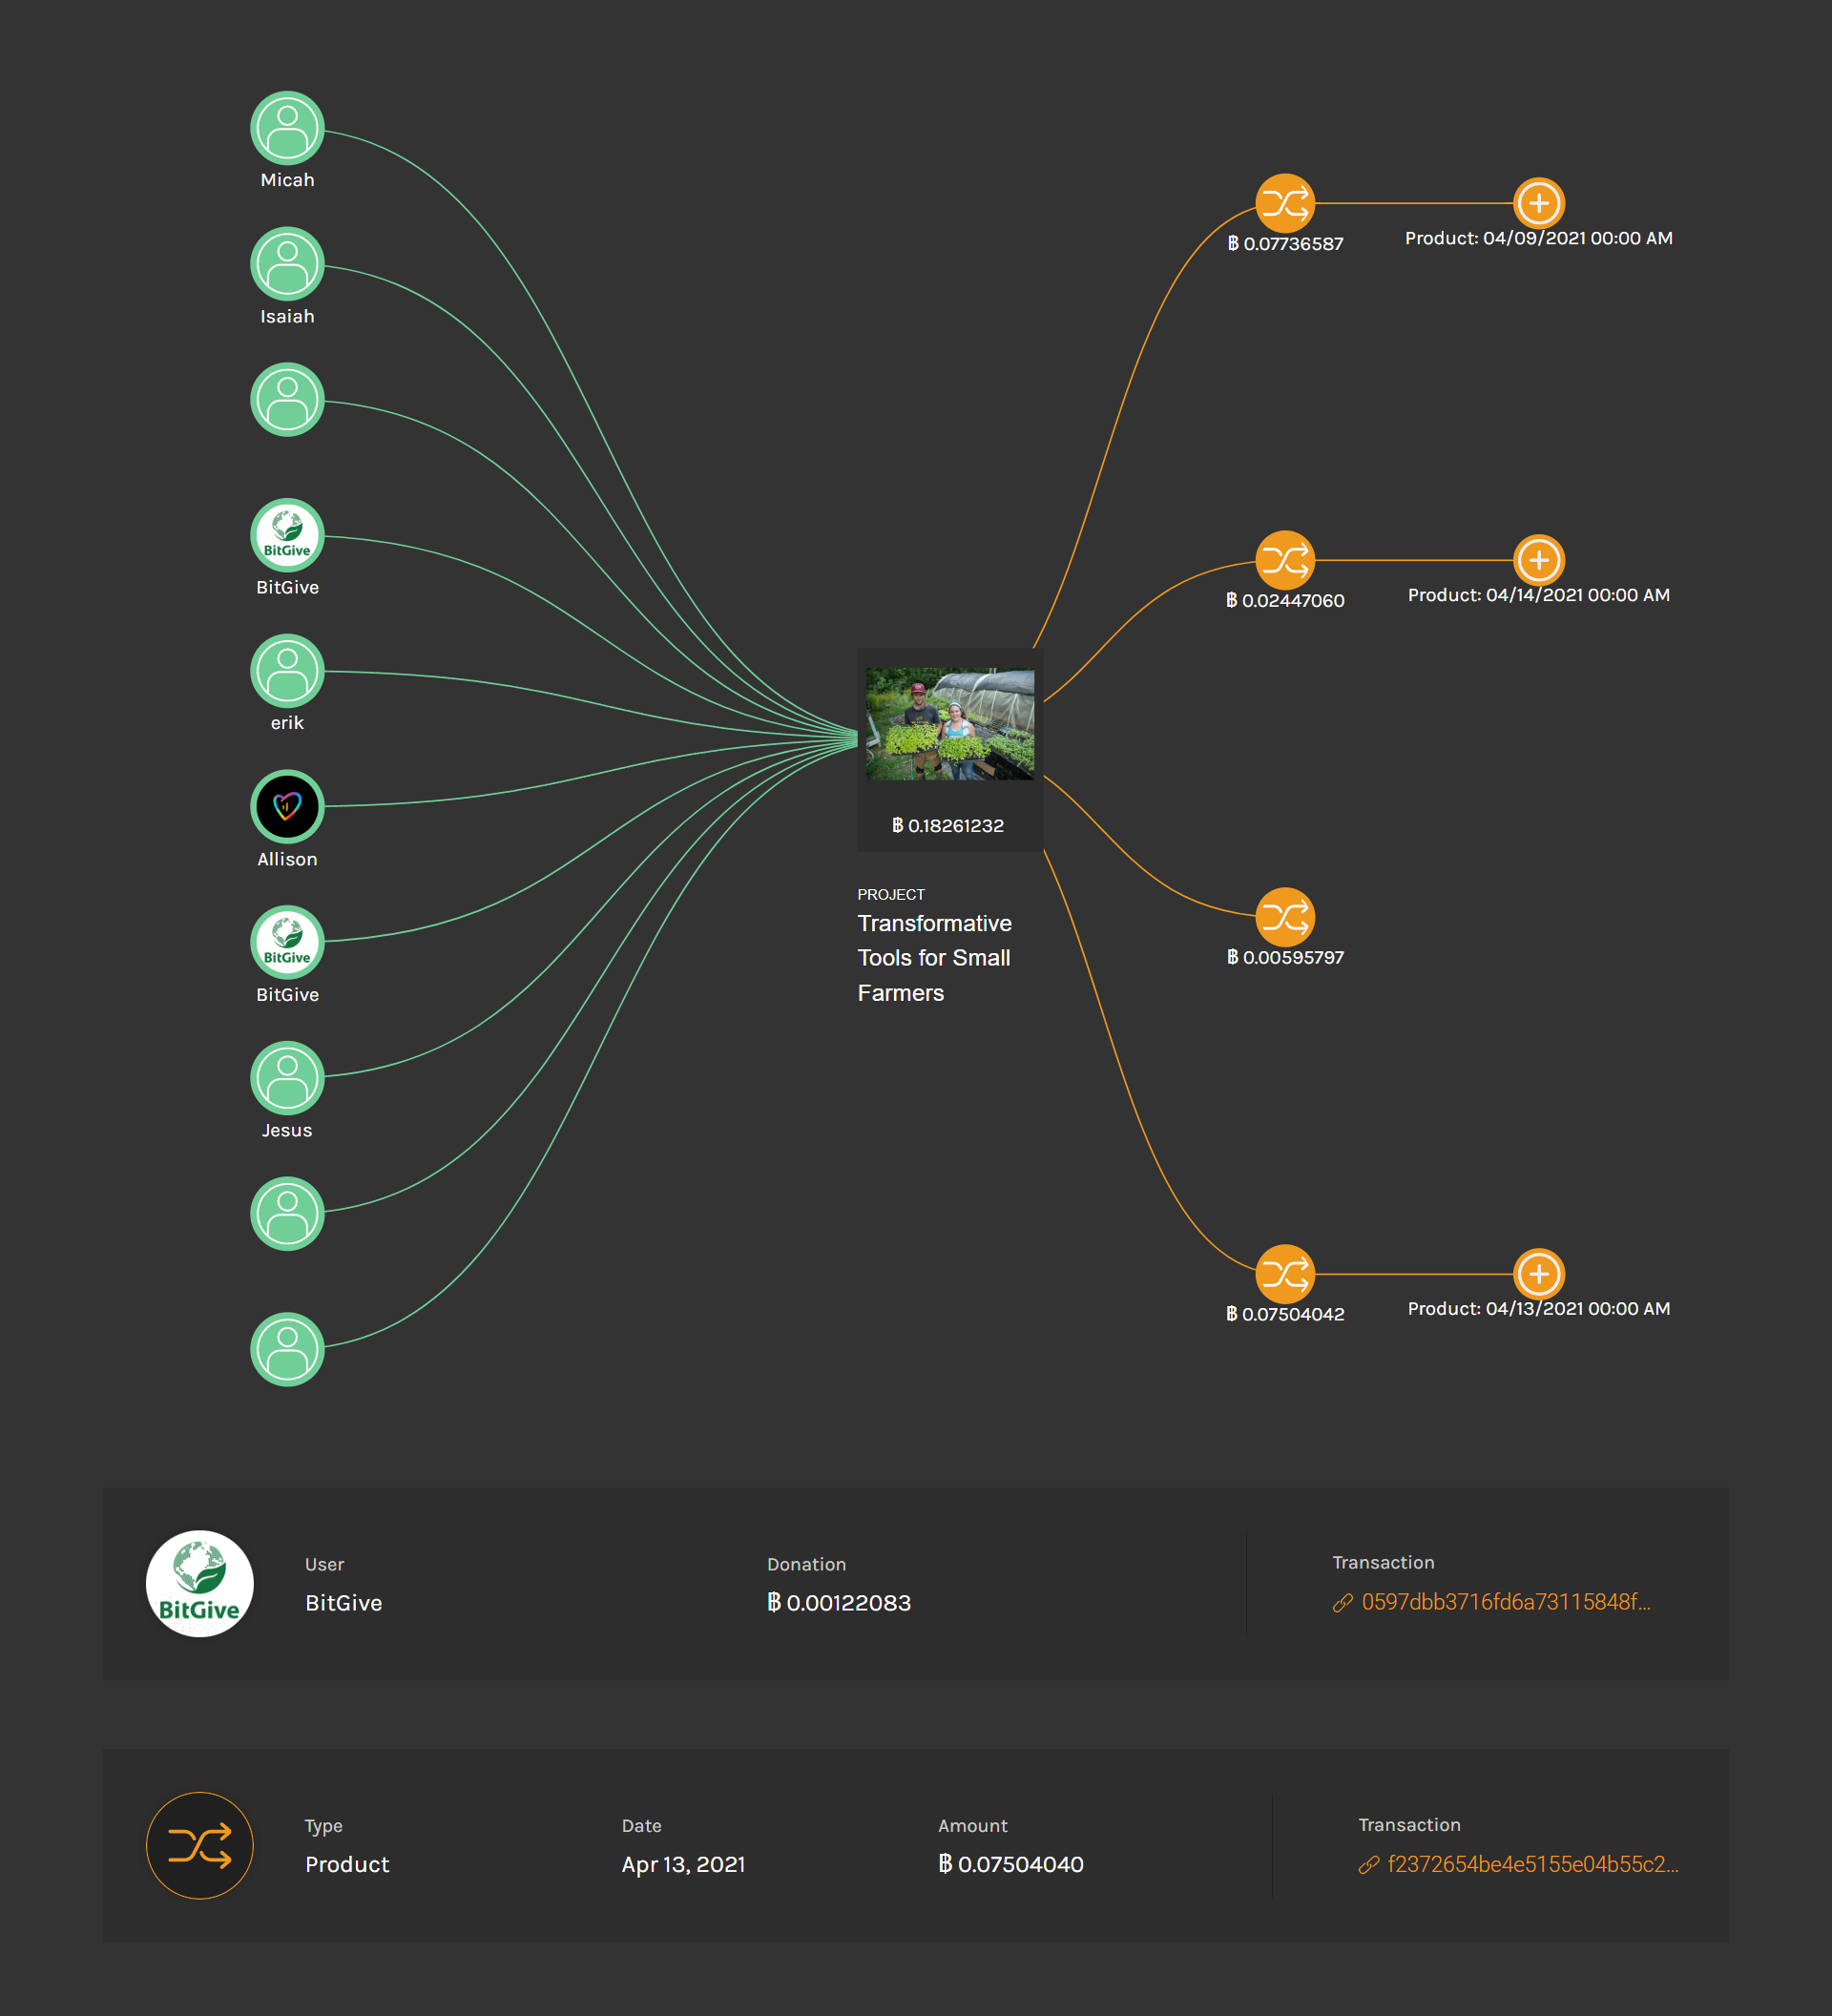 Micah
Isaiah
BitGive
BitGive
erik
Allison
BitGive
BitGive
Jesus
฿ 0.18261232
PROJECT
Transformative
Tools for Small
Farmers
฿ 0.07736587
Product: 04/09/2021 00:00 AM
฿ 0.02447060
Product: 04/14/2021 00:00 AM
฿ 0.00595797
฿ 0.07504042
Product: 04/13/2021 00:00 AM
BitGive
User
BitGive
Donation
฿ 0.00122083
Transaction
0597dbb3716fd6a73115848f...
Type
Product
Date
Apr 13, 2021
Amount
฿ 0.07504040
Transaction
f2372654be4e5155e04b55c2...